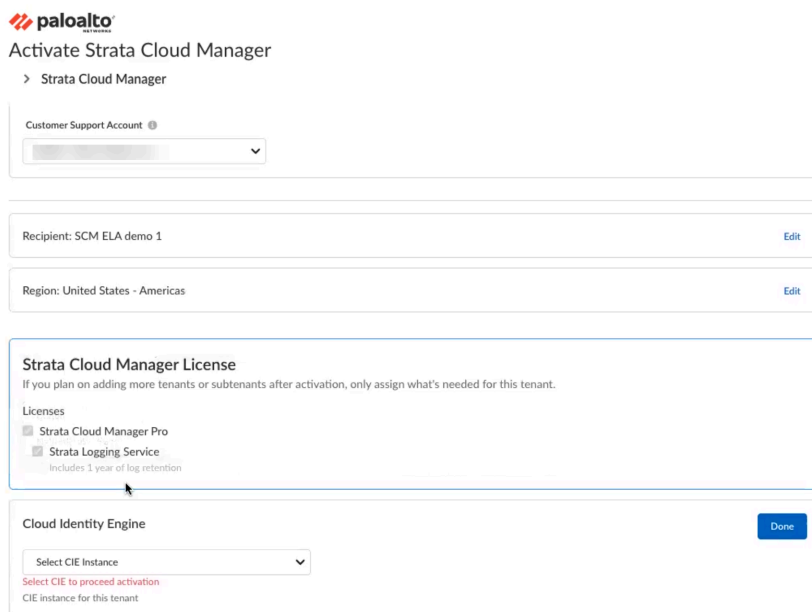 paloalto
NETWORKS
Activate Strata Cloud Manager
Strata Cloud Manager
Customer Support Account
Recipient: SCM ELA demo 1
Edit
Region: United States - Americas
Edit
Strata Cloud Manager License
If you plan on adding more tenants or subtenants after activation, only assign what's needed for this tenant.
Licenses
Strata Cloud Manager Pro
Strata Logging Service
Includes 1 year of log retention
Cloud Identity Engine
Done
Select CIE Instance
Select CIE to proceed activation
CIE instance for this tenant